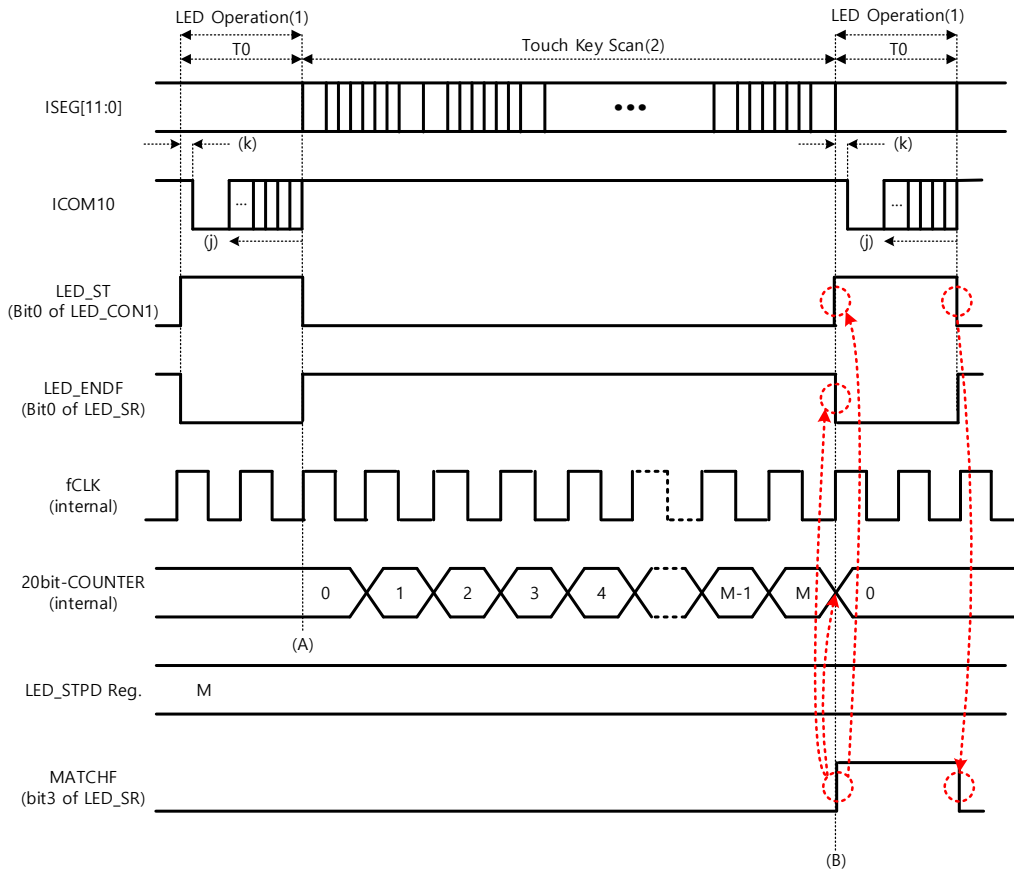 LED Operation(1) LED Operation(1)
T0 Touch Key Scan(2) T0
ISEG[11:0] •••
(k) (k)
ICOM10 ... ...
(j) (j)
LED_ST
(Bit0 of LED_CON1)
LED_ENDF
(Bit0 of LED_SR)
fCLK
(internal)
20bit-COUNTER
(internal)
0 1 2 3 4 M-1 M 0
(A)
LED_STPD Reg. M
MATCHF
(bit3 of LED_SR)
(B)